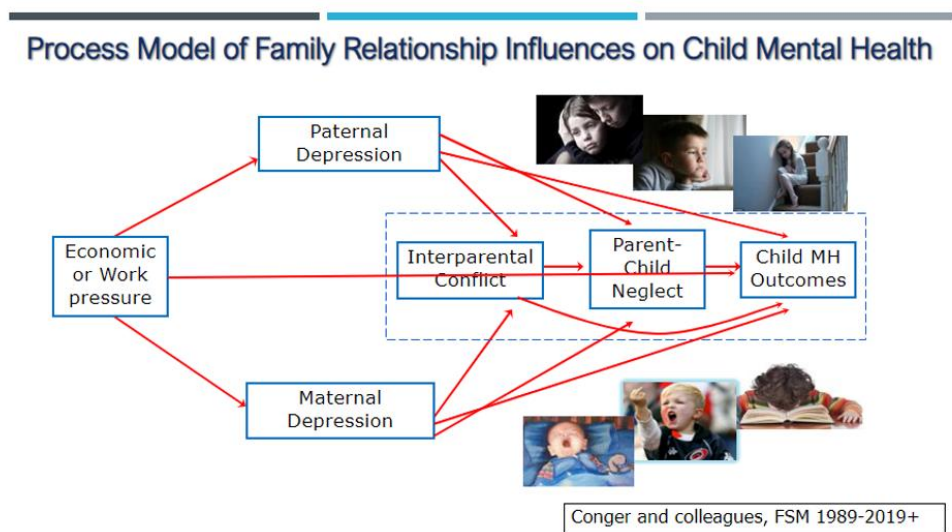 Process Model of Family Relationship Influences on Child Mental Health
Paternal
Depression
Economic
or Work
pressure
Interparental
Conflict
Parent-
Child
Neglect
Child MH
Outcomes
Maternal
Depression
Conger and colleagues, FSM 1989-2019+